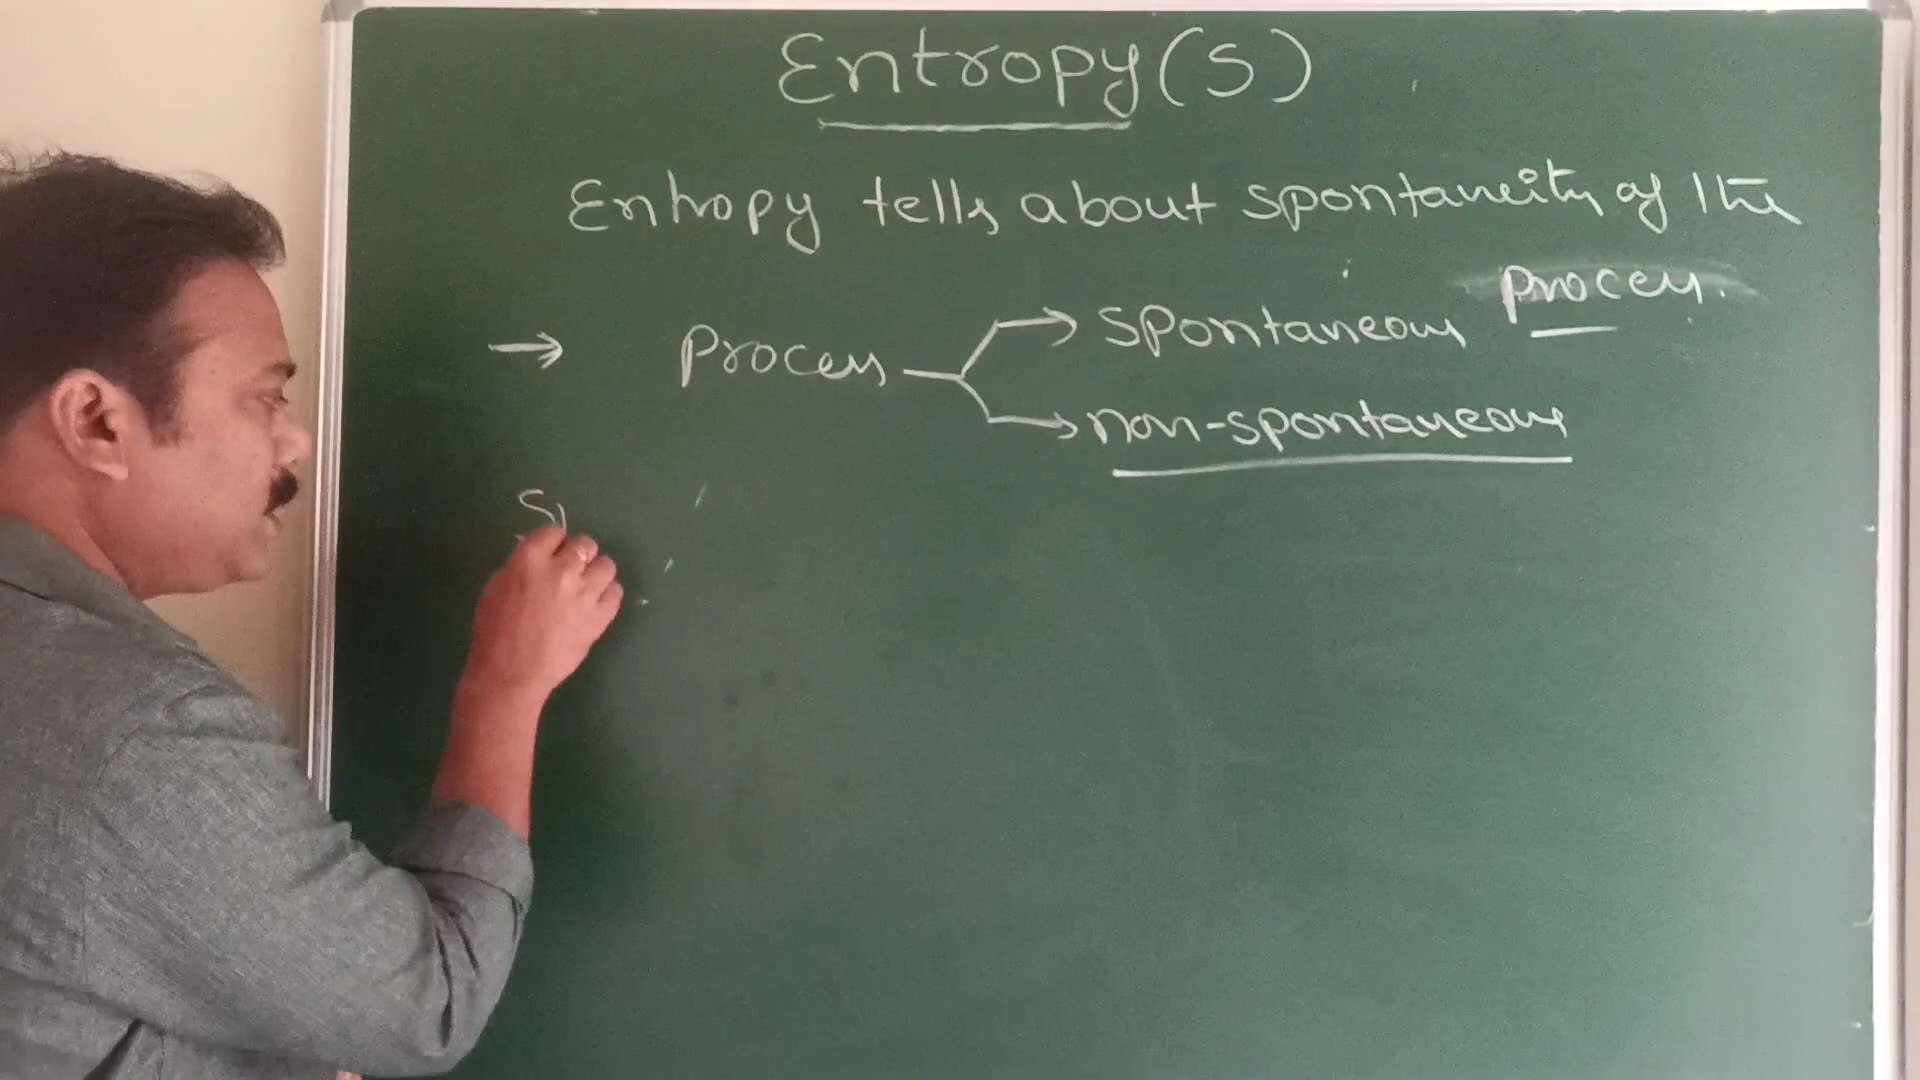 Entropy (S)
Entropy tells about spontaneity of the
process.
→ Process → spontaneous
→ non-spontaneous
S